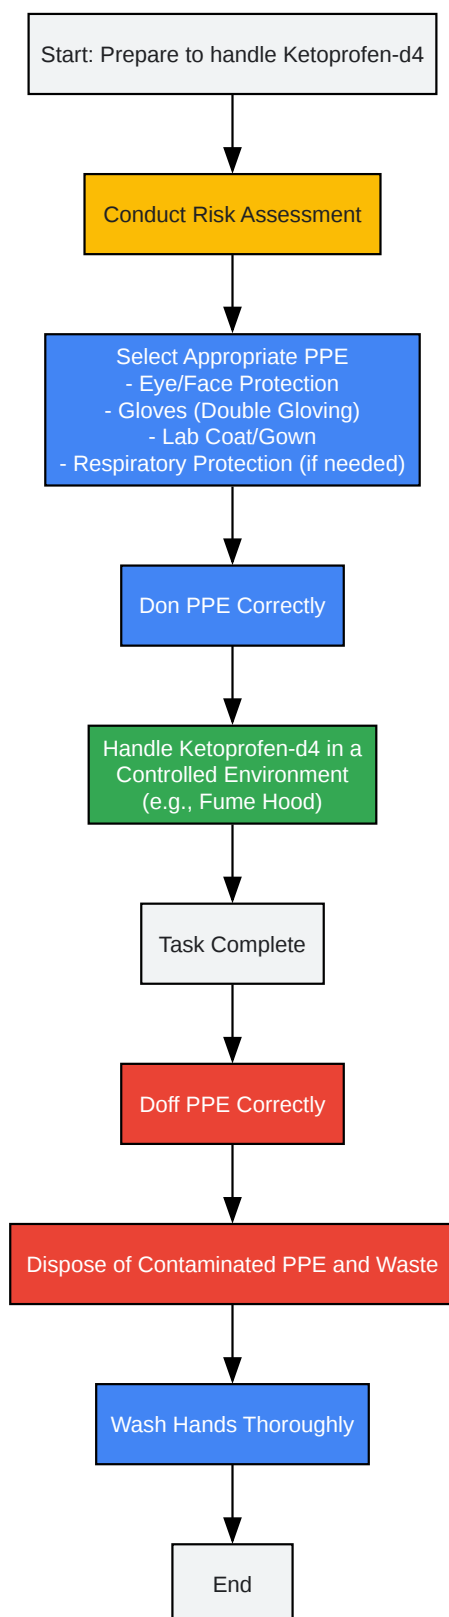 Start: Prepare to handle Ketoprofen-d4
Conduct Risk Assessment
Select Appropriate PPE
- Eye/Face Protection
- Gloves (Double Gloving)
- Lab Coat/Gown
- Respiratory Protection (if needed)
Don PPE Correctly
Handle Ketoprofen-d4 in a
Controlled Environment
(e.g., Fume Hood)
Task Complete
Doff PPE Correctly
Dispose of Contaminated PPE and Waste
Wash Hands Thoroughly
End